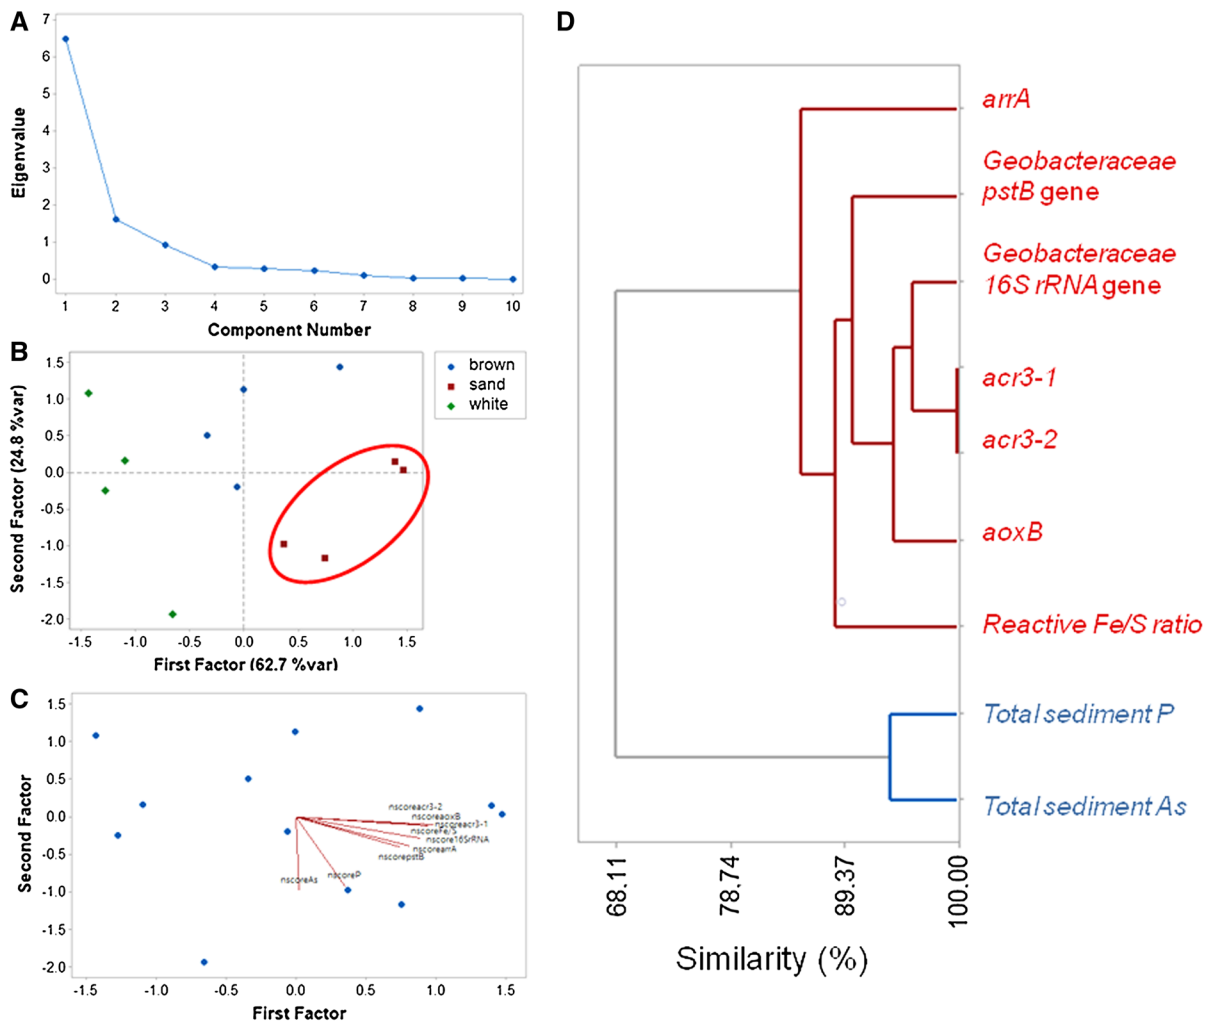 A
7
6
5
4
3
2
1
0
Eigenvalue
1 2 3 4 5 6 7 8 9 10
Component Number
B
1.5
1.0
0.5
0.0
-0.5
-1.0
-1.5
-2.0
Second Factor (24.8 %var)
-1.5 -1.0 -0.5 0.0 0.5 1.0 1.5
First Factor (62.7 %var)
brown
sand
white
C
1.5
1.0
0.5
0.0
-0.5
-1.0
-1.5
-2.0
Second Factor
nscoreacr3-2
nscoreaoxB
nscoreacr3-1
nscoreFe/S
nscore16SrRNA
nscorearrA
nscorepstB
nscoreP
nscoreAs
-1.5 -1.0 -0.5 0.0 0.5 1.0 1.5
First Factor
D
arrA
Geobacteraceae
pstB gene
Geobacteraceae
16S rRNA gene
acr3-1
acr3-2
aoxB
Reactive Fe/S ratio
Total sediment P
Total sediment As
68.11 78.74 89.37 100.00
Similarity (%)